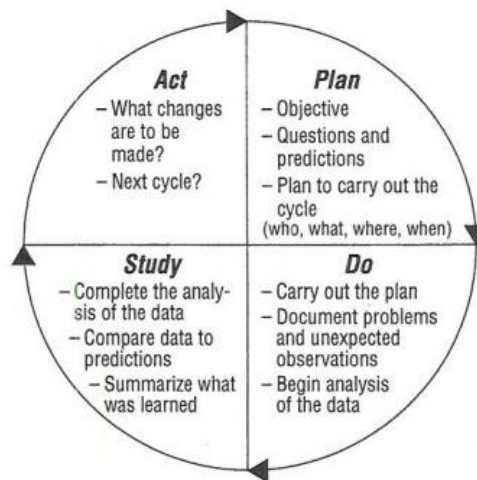 Act
– What changes
are to be
made?
– Next cycle?
Plan
– Objective
– Questions and
predictions
– Plan to carry out the
cycle
(who, what, where, when)
Study
– Complete the analy-
sis of the data
– Compare data to
predictions
– Summarize what
was learned
Do
– Carry out the plan
– Document problems
and unexpected
observations
– Begin analysis
of the data